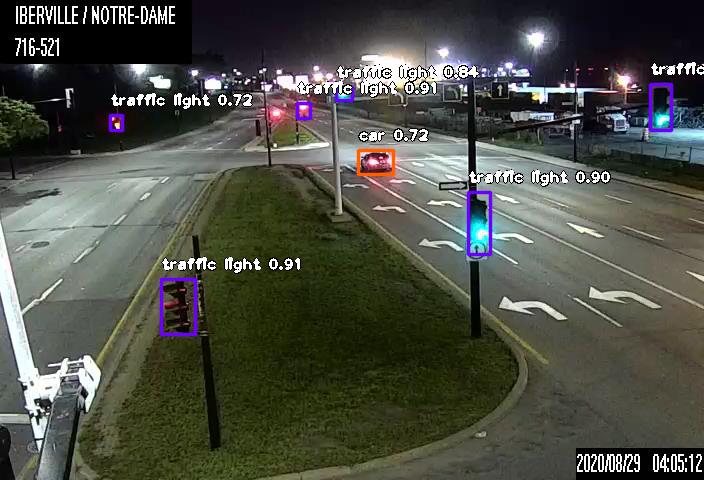 IBERVILLE / NOTRE-DAME
716-521
traffic light 0.84
traffic
traffic light 0.91
traffic light 0.72
car 0.72
traffic light 0.90
traffic light 0.91
2020/08/29 04:05:12